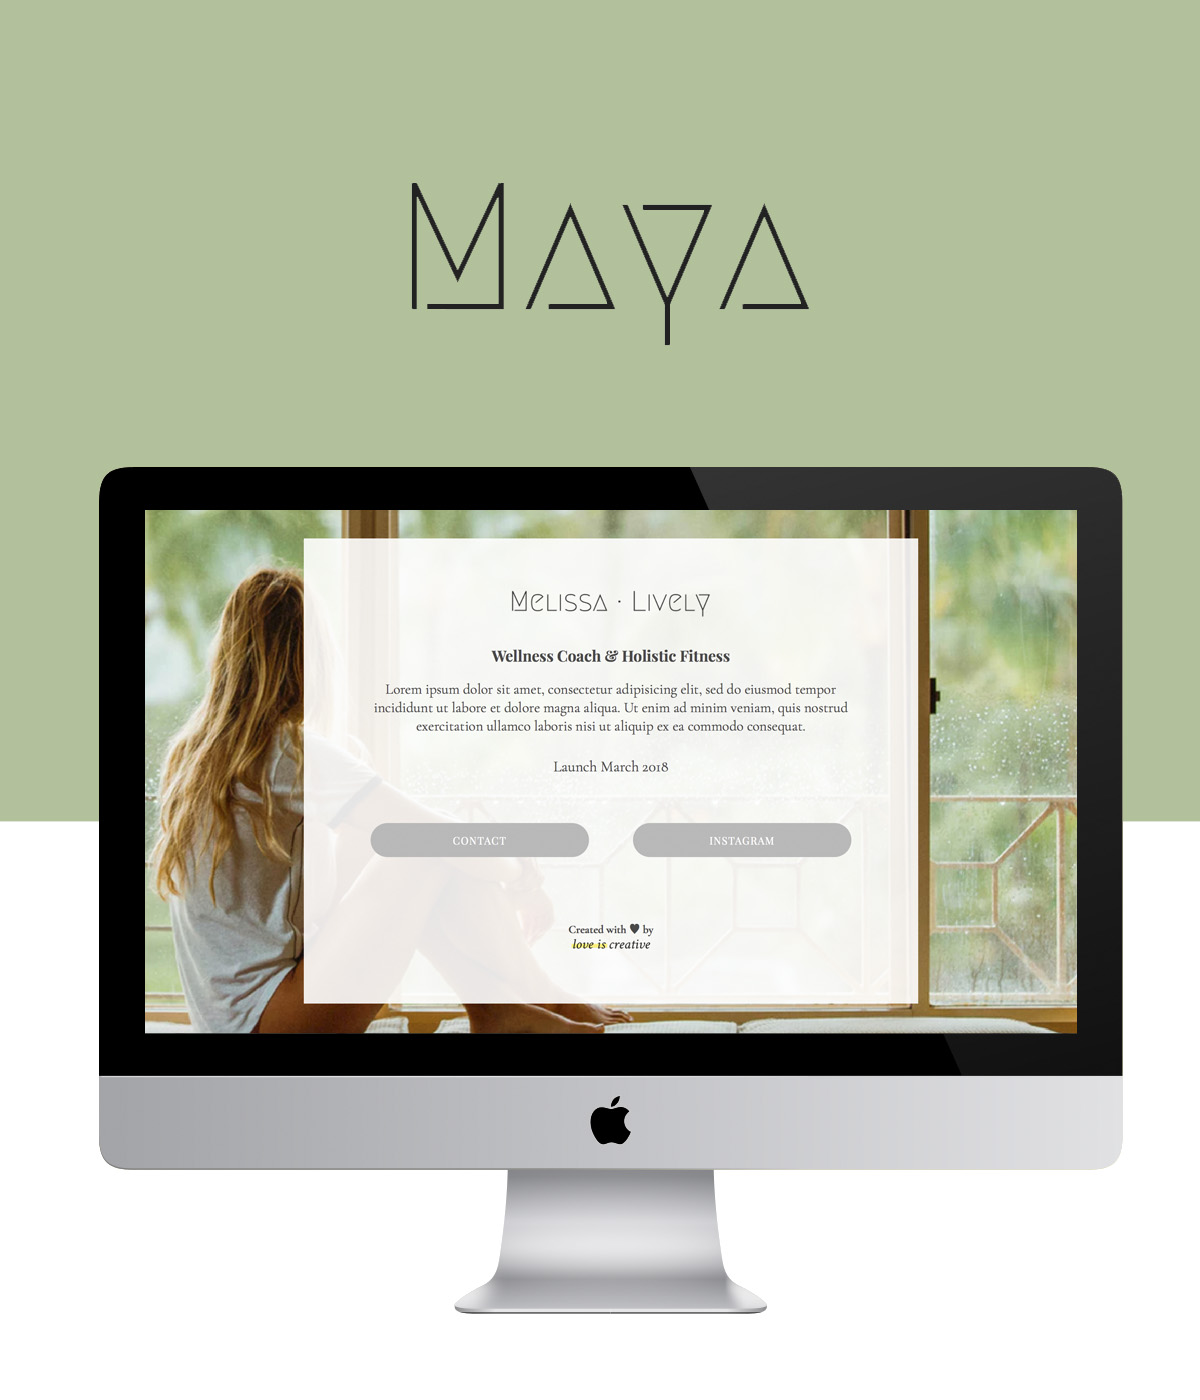 Maya
Melissa · Lively
Wellness Coach & Holistic Fitness
Lorem ipsum dolor sit amet, consectetur adipisicing elit, sed do eiusmod tempor
incididunt ut labore et dolore magna aliqua. Ut enim ad minim veniam, quis nostrud
exercitation ullamco laboris nisi ut aliquip ex ea commodo consequat.
Launch March 2018
CONTACT
INSTAGRAM
Created with ♥ by
love is creative